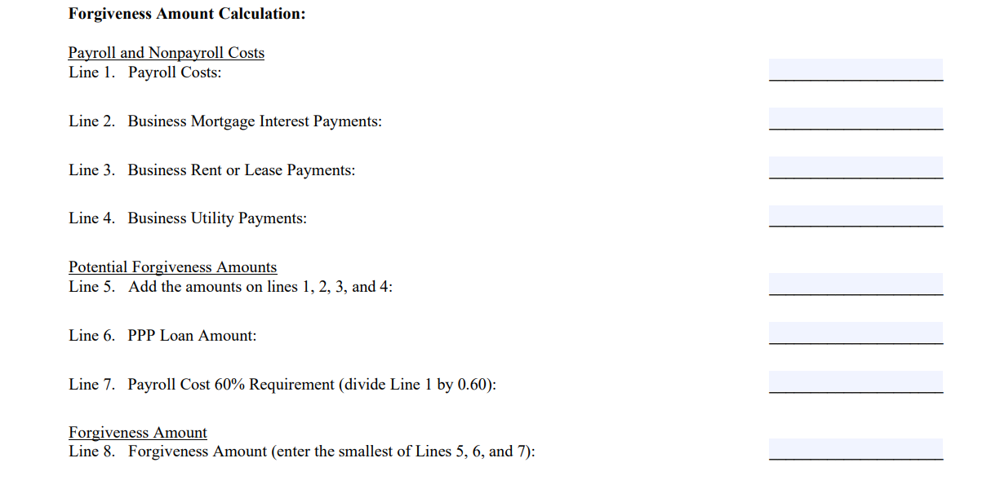 Forgiveness Amount Calculation:
Payroll and Nonpayroll Costs
Line 1. Payroll Costs:
Line 2. Business Mortgage Interest Payments:
Line 3. Business Rent or Lease Payments:
Line 4. Business Utility Payments:
Potential Forgiveness Amounts
Line 5. Add the amounts on lines 1, 2, 3, and 4:
Line 6. PPP Loan Amount:
Line 7. Payroll Cost 60% Requirement (divide Line 1 by 0.60):
Forgiveness Amount
Line 8. Forgiveness Amount (enter the smallest of Lines 5, 6, and 7):